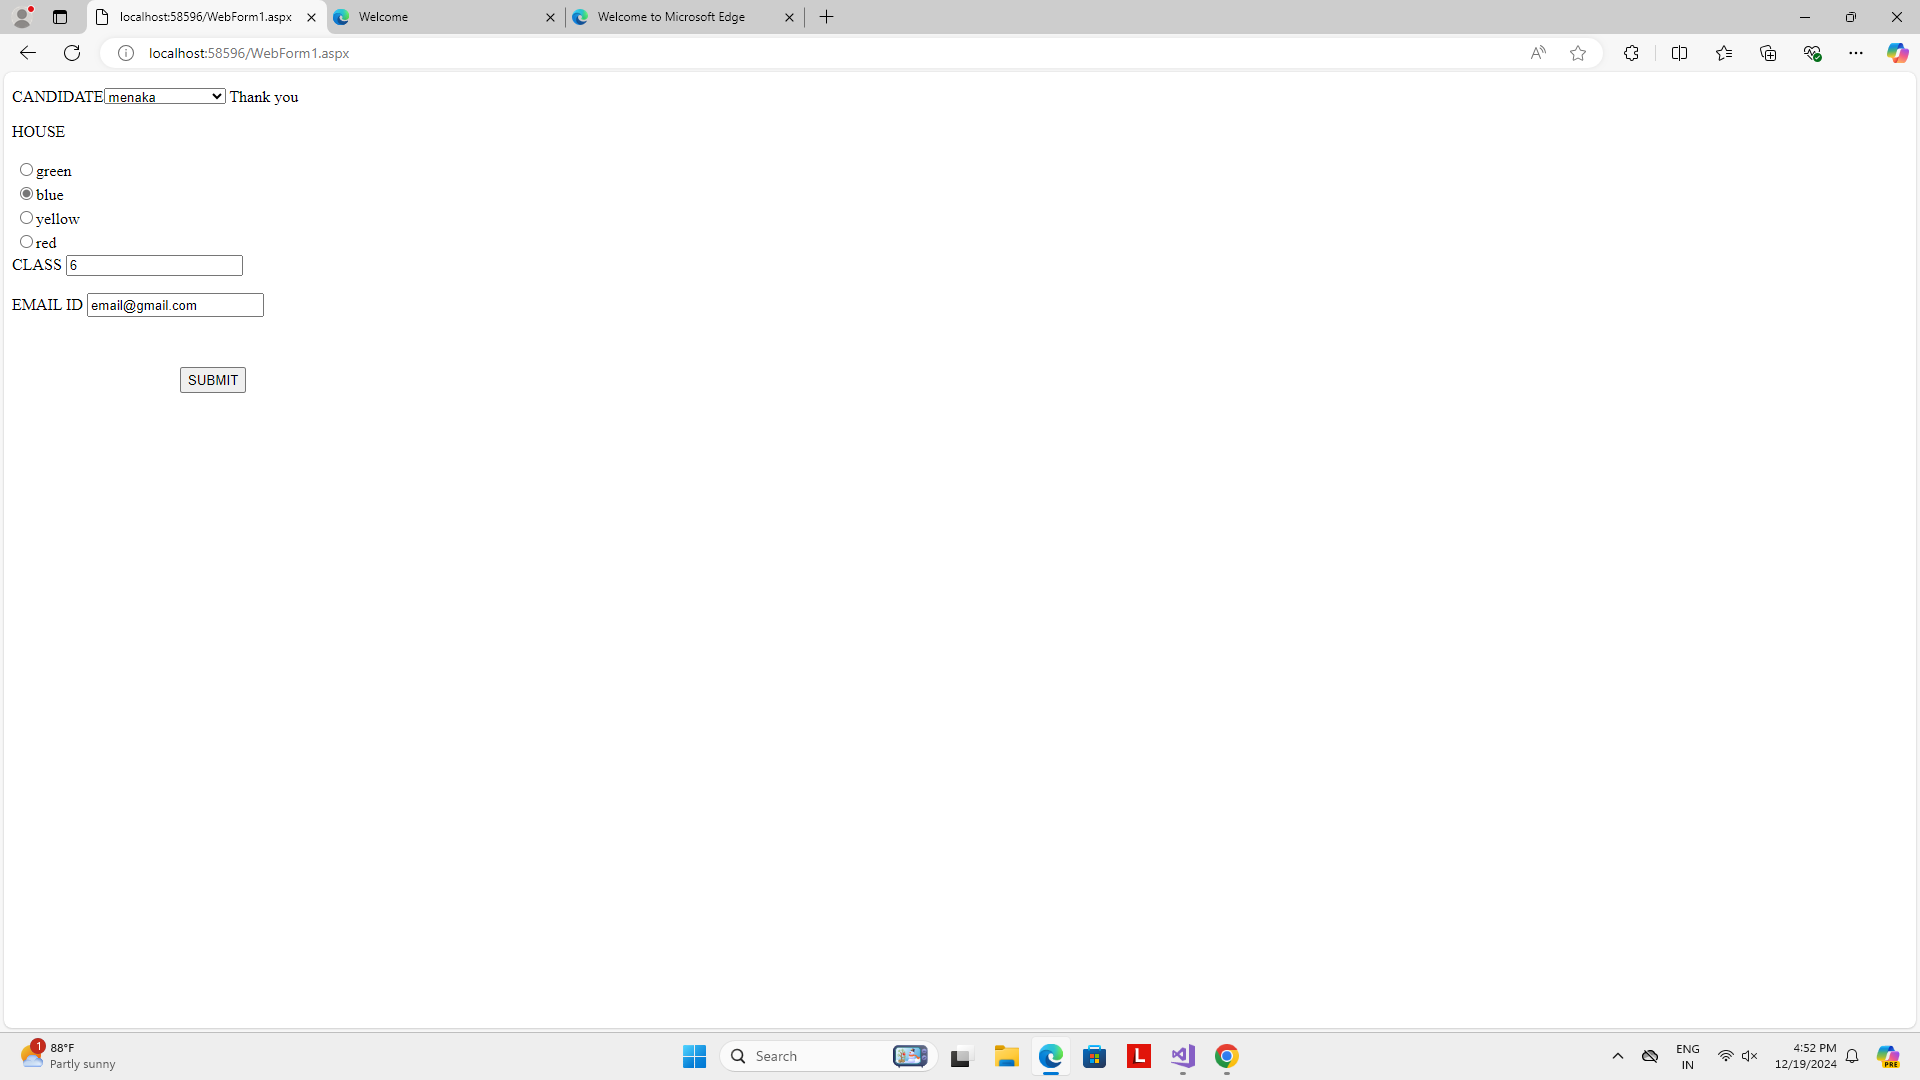 localhost:58596/WebForm1.aspx
Welcome
Welcome to Microsoft Edge
localhost:58596/WebForm1.aspx
CANDIDATE menaka Thank you
HOUSE
green
blue
yellow
red
CLASS 6
EMAIL ID email@gmail.com
SUBMIT
1 88°F
Partly sunny
Search
L
ENG
IN
4:52 PM
12/19/2024
PRE